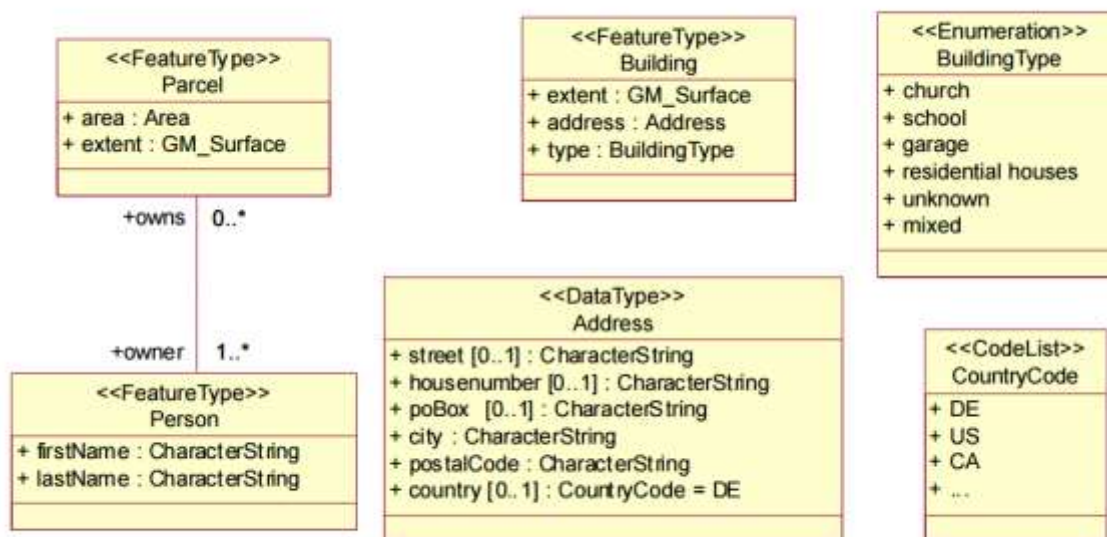 <<FeatureType>>
Parcel
+ area : Area
+ extent : GM_Surface
+owns 0..*
+owner 1..*
<<FeatureType>>
Person
+ firstName : CharacterString
+ lastName : CharacterString
<<FeatureType>>
Building
+ extent : GM_Surface
+ address : Address
+ type : BuildingType
<<DataType>>
Address
+ street [0..1] : CharacterString
+ housenumber [0..1] : CharacterString
+ poBox [0..1] : CharacterString
+ city : CharacterString
+ postalCode : CharacterString
+ country [0..1] : CountryCode = DE
<<Enumeration>>
BuildingType
+ church
+ school
+ garage
+ residential houses
+ unknown
+ mixed
<<CodeList>>
CountryCode
+ DE
+ US
+ CA
+ ...